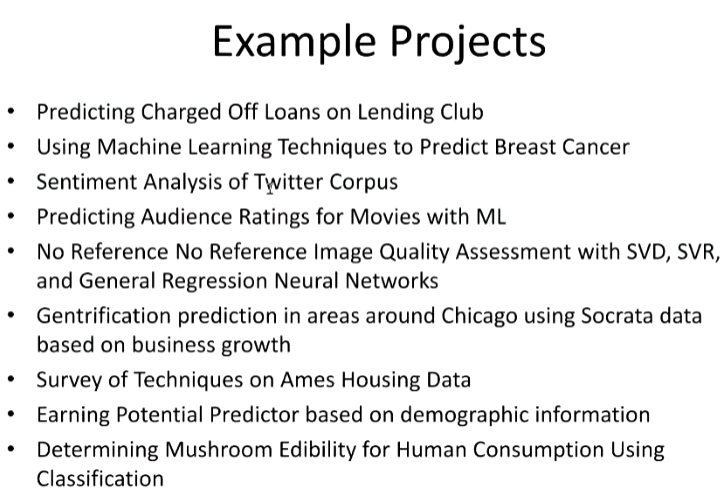 Example Projects
• Predicting Charged Off Loans on Lending Club
• Using Machine Learning Techniques to Predict Breast Cancer
• Sentiment Analysis of Twitter Corpus
• Predicting Audience Ratings for Movies with ML
• No Reference No Reference Image Quality Assessment with SVD, SVR,
and General Regression Neural Networks
• Gentrification prediction in areas around Chicago using Socrata data
based on business growth
• Survey of Techniques on Ames Housing Data
• Earning Potential Predictor based on demographic information
• Determining Mushroom Edibility for Human Consumption Using
Classification